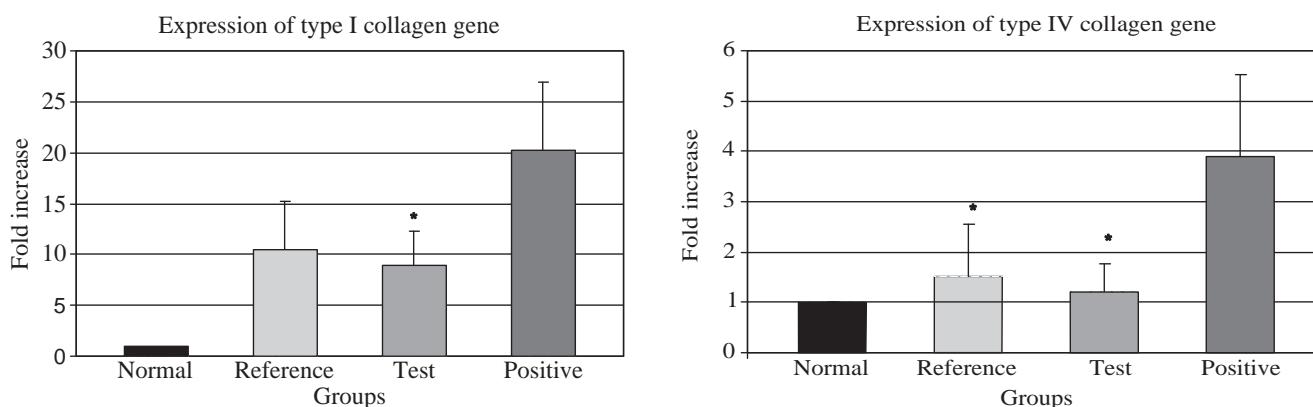 Expression of type I collagen gene
Fold increase
30
25
20
15
10
5
0
*
Normal Reference Test Positive
Groups
Expression of type IV collagen gene
Fold increase
6
5
4
3
2
1
0
*
*
Normal Reference Test Positive
Groups